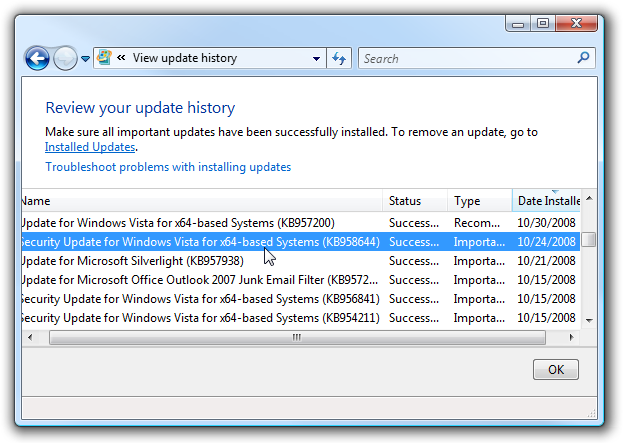 « View update history
Search
Review your update history
Make sure all important updates have been successfully installed. To remove an update, go to
Installed Updates.
Troubleshoot problems with installing updates
Name Status Type Date Installe
Update for Windows Vista for x64-based Systems (KB957200) Success... Recom... 10/30/2008
Security Update for Windows Vista for x64-based Systems (KB958644) Success... Importa... 10/24/2008
Update for Microsoft Silverlight (KB957938) Success... Importa... 10/21/2008
Update for Microsoft Office Outlook 2007 Junk Email Filter (KB9572... Success... Importa... 10/15/2008
Security Update for Windows Vista for x64-based Systems (KB956841) Success... Importa... 10/15/2008
Security Update for Windows Vista for x64-based Systems (KB954211) Success... Importa... 10/15/2008
OK